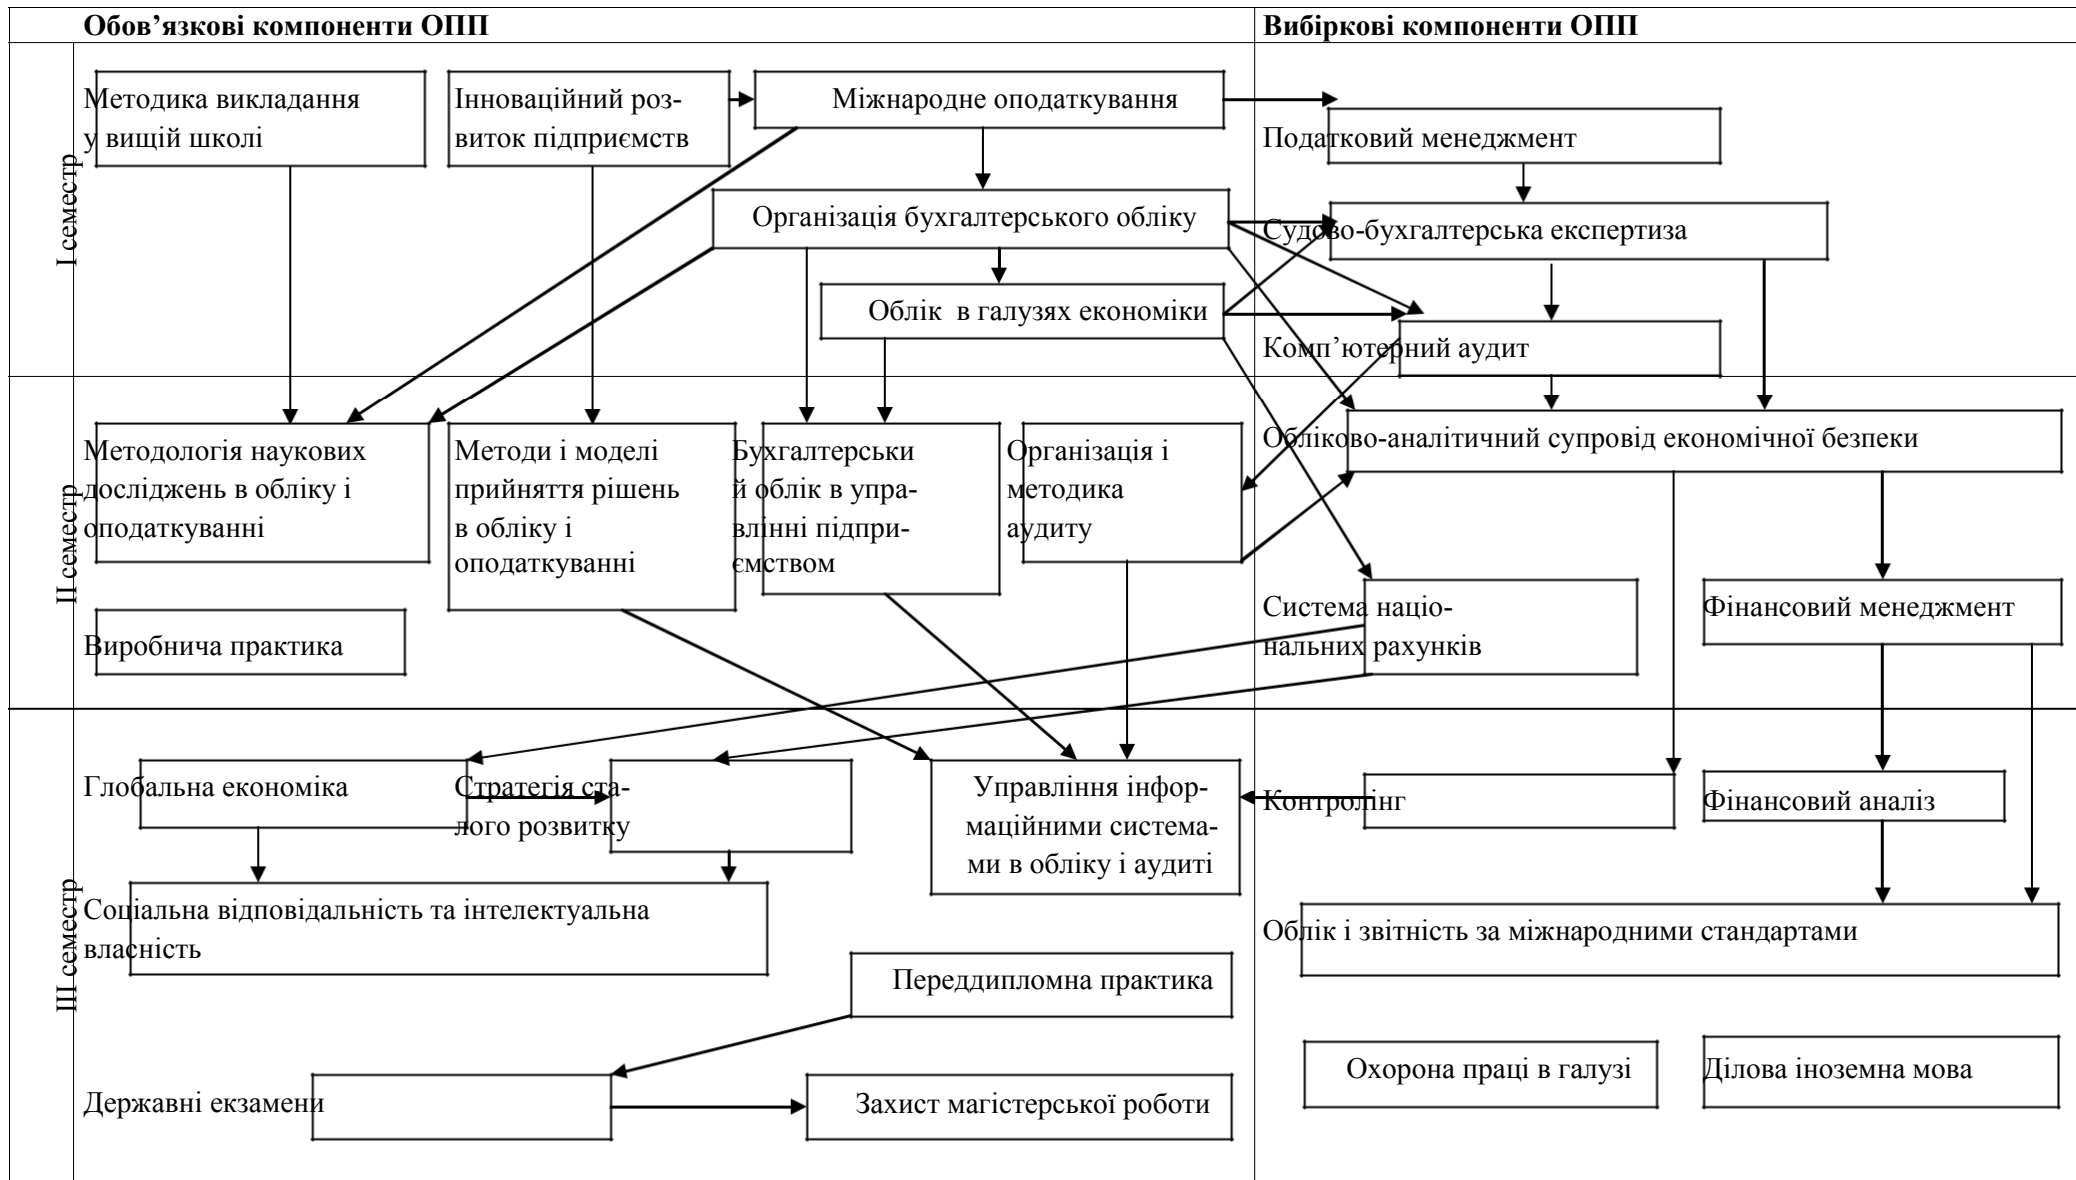 Обов’язкові компоненти ОПП
Вибіркові компоненти ОПП
І семестр
Методика викладання
у вищій школі
Інноваційний роз-
виток підприємств
Міжнародне оподаткування
Податковий менеджмент
Організація бухгалтерського обліку
Судово-бухгалтерська експертиза
Облік в галузях економіки
Комп’ютерний аудит
ІІ семестр
Методологія наукових
досліджень в обліку і
оподаткуванні
Методи і моделі
прийняття рішень
в обліку і
оподаткуванні
Бухгалтерськи
й облік в упра-
влінні підпри-
ємством
Організація і
методика
аудиту
Обліково-аналітичний супровід економічної безпеки
Виробнича практика
Система націо-
нальних рахунків
Фінансовий менеджмент
ІІІ семестр
Глобальна економіка
Стратегія ста-
лого розвитку
Управління інфор-
маційними система-
ми в обліку і аудиті
Контролінг
Фінансовий аналіз
Соціальна відповідальність та інтелектуальна
власність
Облік і звітність за міжнародними стандартами
Переддипломна практика
Охорона праці в галузі
Ділова іноземна мова
Державні екзамени
Захист магістерської роботи